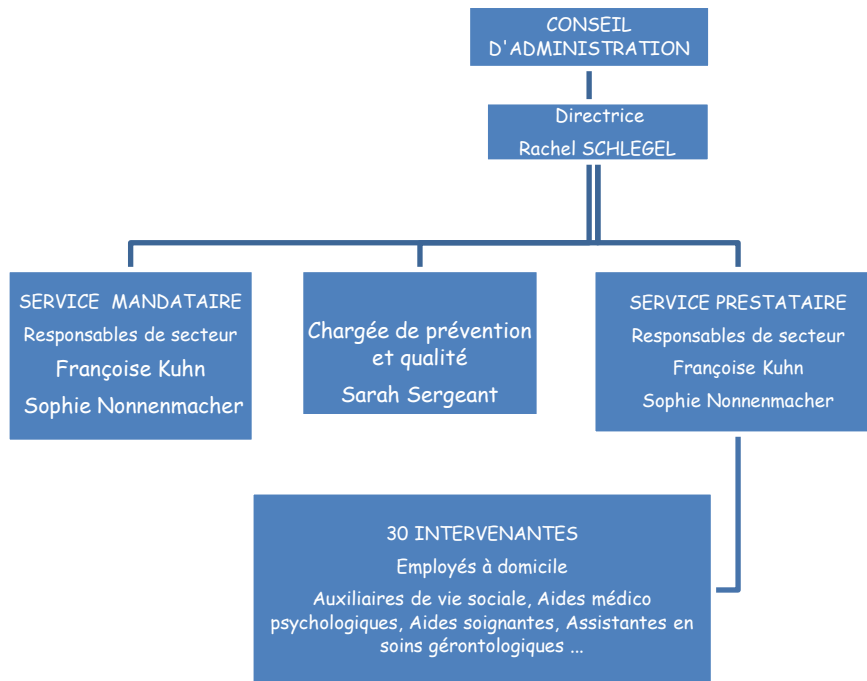 CONSEIL
D'ADMINISTRATION
Directrice
Rachel SCHLEGEL
SERVICE MANDATAIRE
Responsables de secteur
Françoise Kuhn
Sophie Nonnenmacher
Chargée de prévention
et qualité
Sarah Sergeant
SERVICE PRESTATAIRE
Responsables de secteur
Françoise Kuhn
Sophie Nonnenmacher
30 INTERVENANTES
Employés à domicile
Auxiliaires de vie sociale, Aides médico
psychologiques, Aides soignantes, Assistantes en
soins gérontologiques ...